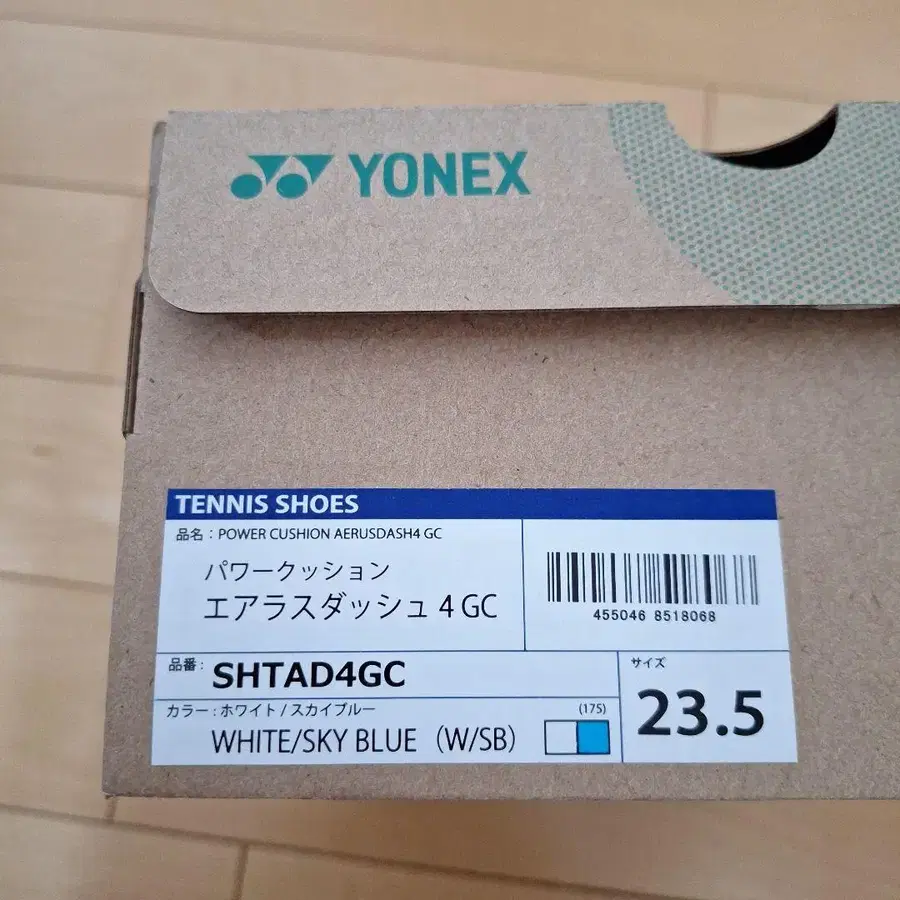 YONEX
TENNIS SHOES
品名：POWER CUSHION AERUSDASH4 GC
パワークッション
エアラスダッシュ 4 GC
455046 8518068
品番：SHTAD4GC
サイズ
23.5
カラー：ホワイト / スカイブルー
(175)
WHITE/SKY BLUE（W/SB）